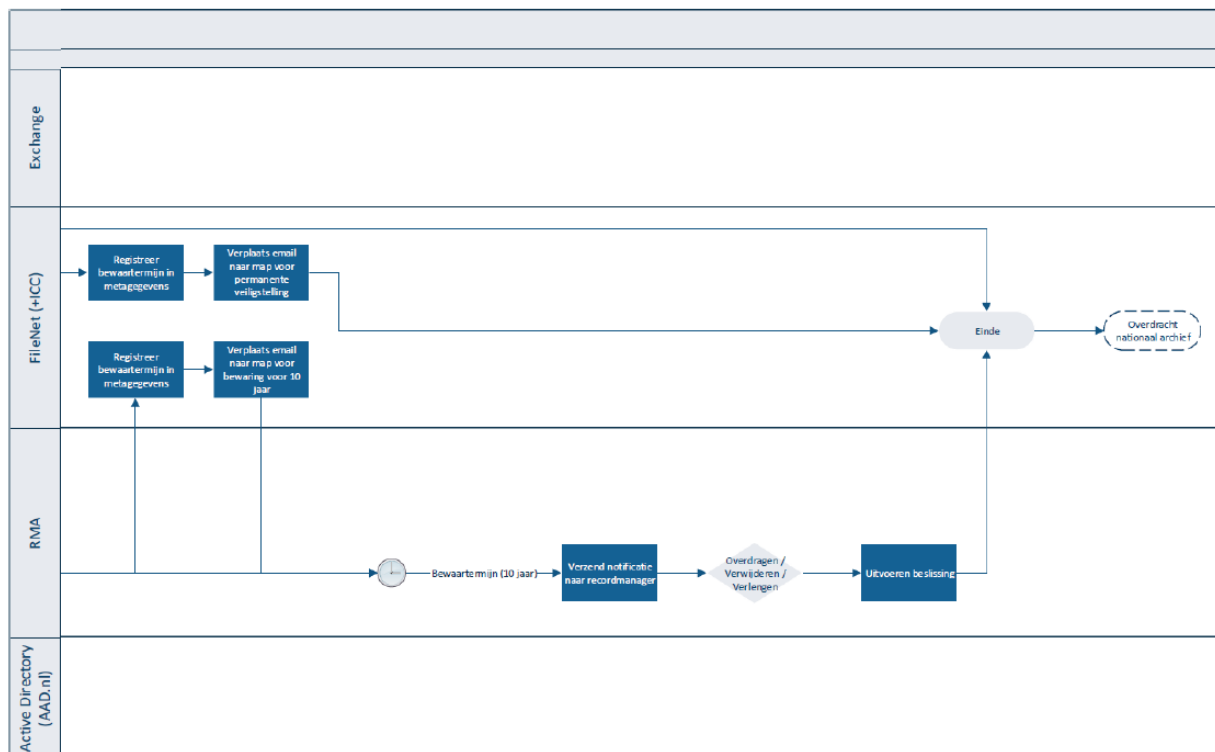 Exchange
FileNet (+ICC)
Registreer
bewaartermijn in
metagegevens
Verplaats email
naar map voor
permanente
veiligstelling
Registreer
bewaartermijn in
metagegevens
Verplaats email
naar map voor
bewaring voor 10
jaar
Einde
Overdracht
nationaal archief
RMA
Bewaartermijn (10 jaar)
Verzend notificatie
naar recordmanager
Overdragen /
Verwijderen /
Verlengen
Uitvoeren beslissing
Active Directory
(AAD.nl)